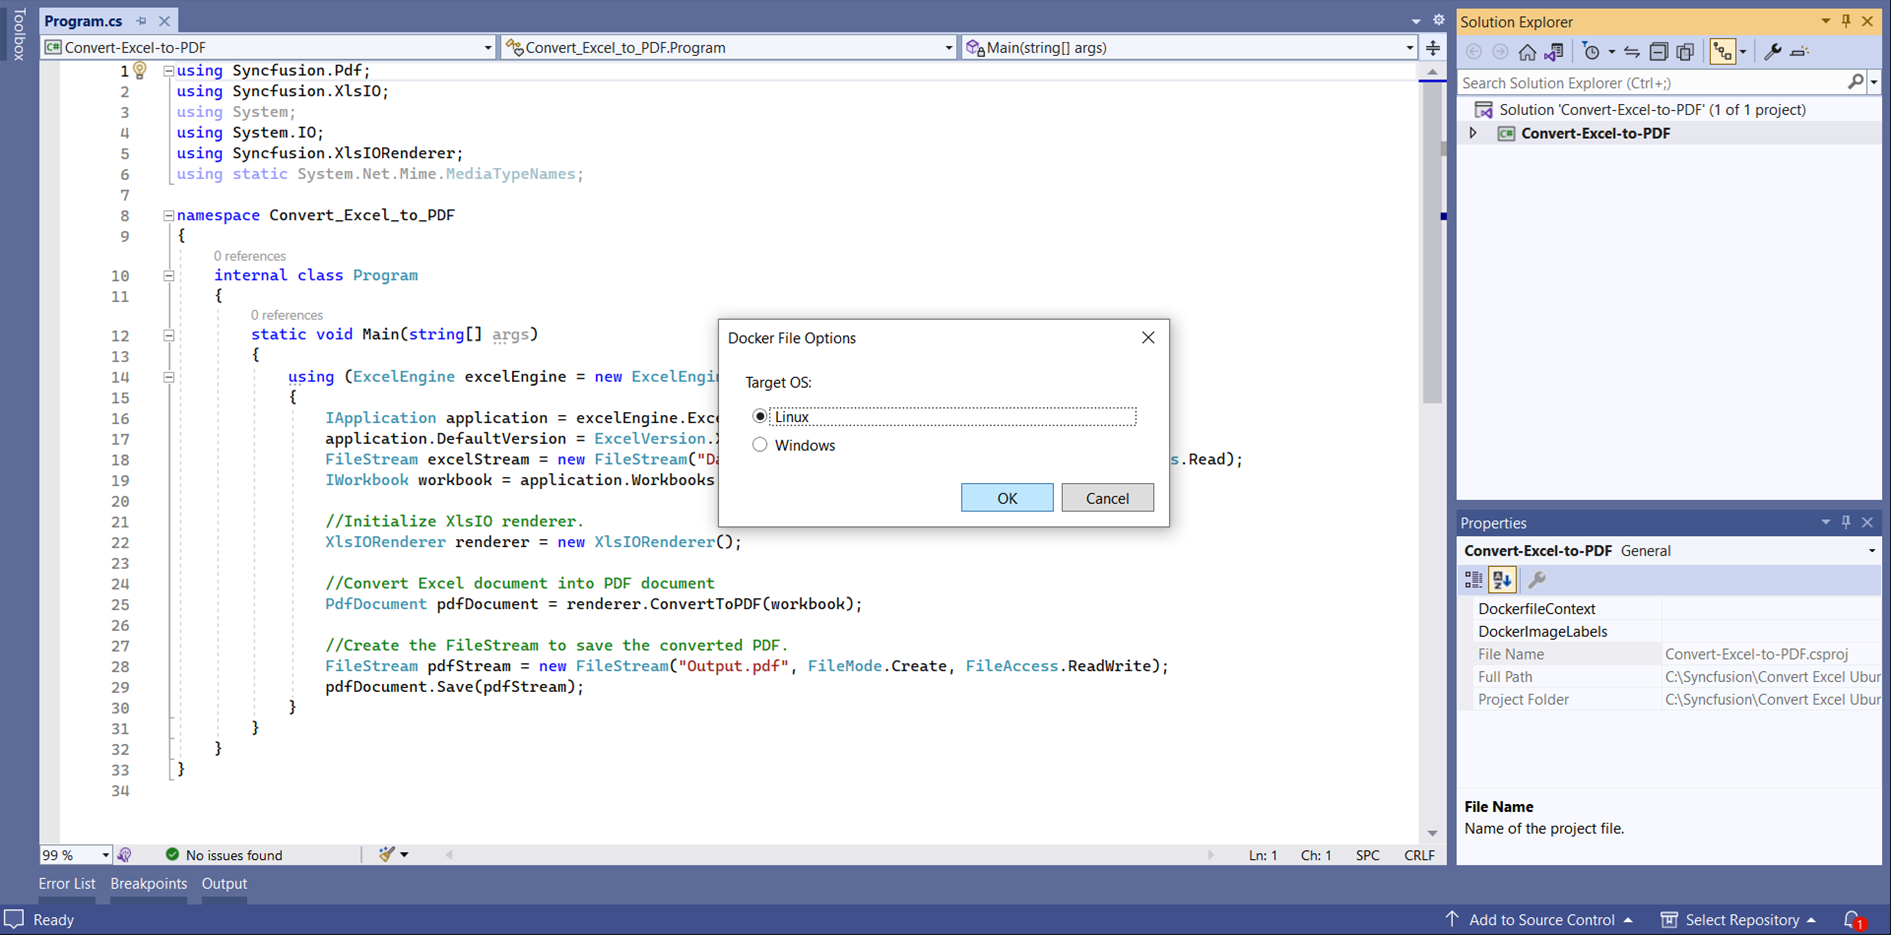 Toolbox
Program.cs
Convert-Excel-to-PDF
Convert_Excel_to_PDF.Program
Main(string[] args)
1 using Syncfusion.Pdf;
2 using Syncfusion.XlsIO;
3 using System;
4 using System.IO;
5 using Syncfusion.XlsIORenderer;
6 using static System.Net.Mime.MediaTypeNames;
7
8 namespace Convert_Excel_to_PDF
9 {
0 references
10 internal class Program
11 {
0 references
12 static void Main(string[] args)
13 {
14 using (ExcelEngine excelEngine = new ExcelEngin
15 {
16 IApplication application = excelEngine.Exce
17 application.DefaultVersion = ExcelVersion.
18 FileStream excelStream = new FileStream("Da s.Read);
19 IWorkbook workbook = application.Workbooks
20
21 //Initialize XlsIO renderer.
22 XlsIORenderer renderer = new XlsIORenderer();
23
24 //Convert Excel document into PDF document
25 PdfDocument pdfDocument = renderer.ConvertToPDF(workbook);
26
27 //Create the FileStream to save the converted PDF.
28 FileStream pdfStream = new FileStream("Output.pdf", FileMode.Create, FileAccess.ReadWrite);
29 pdfDocument.Save(pdfStream);
30 }
31 }
32 }
33 }
34
Docker File Options
Target OS:
Linux
Windows
OK
Cancel
99 %
No issues found
Ln: 1
Ch: 1
SPC
CRLF
Error List
Breakpoints
Output
Solution Explorer
Search Solution Explorer (Ctrl+;)
Solution 'Convert-Excel-to-PDF' (1 of 1 project)
C# Convert-Excel-to-PDF
Properties
Convert-Excel-to-PDF General
DockerfileContext
DockerImageLabels
File Name Convert-Excel-to-PDF.csproj
Full Path C:\Syncfusion\Convert Excel Ubur
Project Folder C:\Syncfusion\Convert Excel Ubur
File Name
Name of the project file.
Ready
Add to Source Control
Select Repository
1